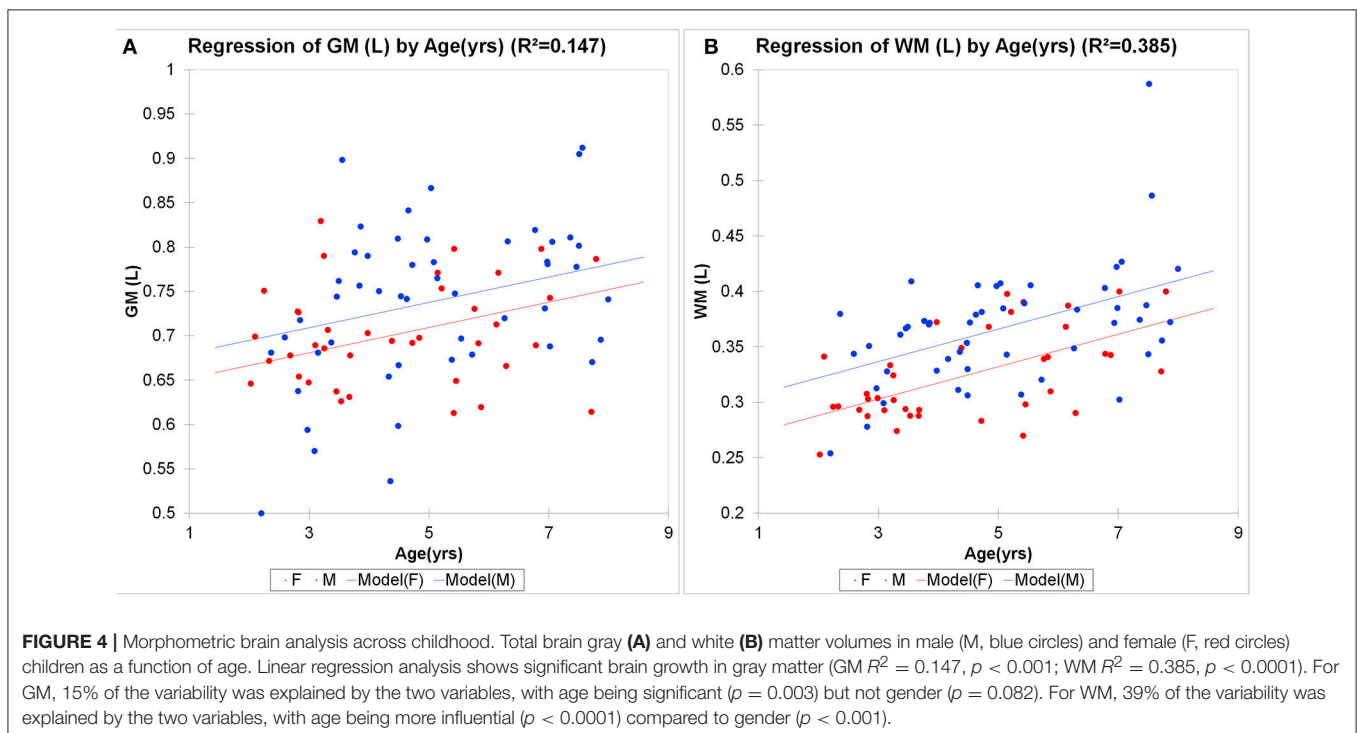 A Regression of GM (L) by Age(yrs) (R²=0.147)
1
0.95
0.9
0.85
0.8
0.75
0.7
0.65
0.6
0.55
0.5
GM (L)
1 3 5 7 9
Age(yrs)
F M Model(F) Model(M)
B Regression of WM (L) by Age(yrs) (R²=0.385)
0.6
0.55
0.5
0.45
0.4
0.35
0.3
0.25
0.2
WM (L)
1 3 5 7 9
Age(yrs)
F M Model(F) Model(M)
FIGURE 4 | Morphometric brain analysis across childhood. Total brain gray (A) and white (B) matter volumes in male (M, blue circles) and female (F, red circles)
children as a function of age. Linear regression analysis shows significant brain growth in gray matter (GM R² = 0.147, p < 0.001; WM R² = 0.385, p < 0.0001). For
GM, 15% of the variability was explained by the two variables, with age being significant (p = 0.003) but not gender (p = 0.082). For WM, 39% of the variability was
explained by the two variables, with age being more influential (p < 0.0001) compared to gender (p < 0.001).